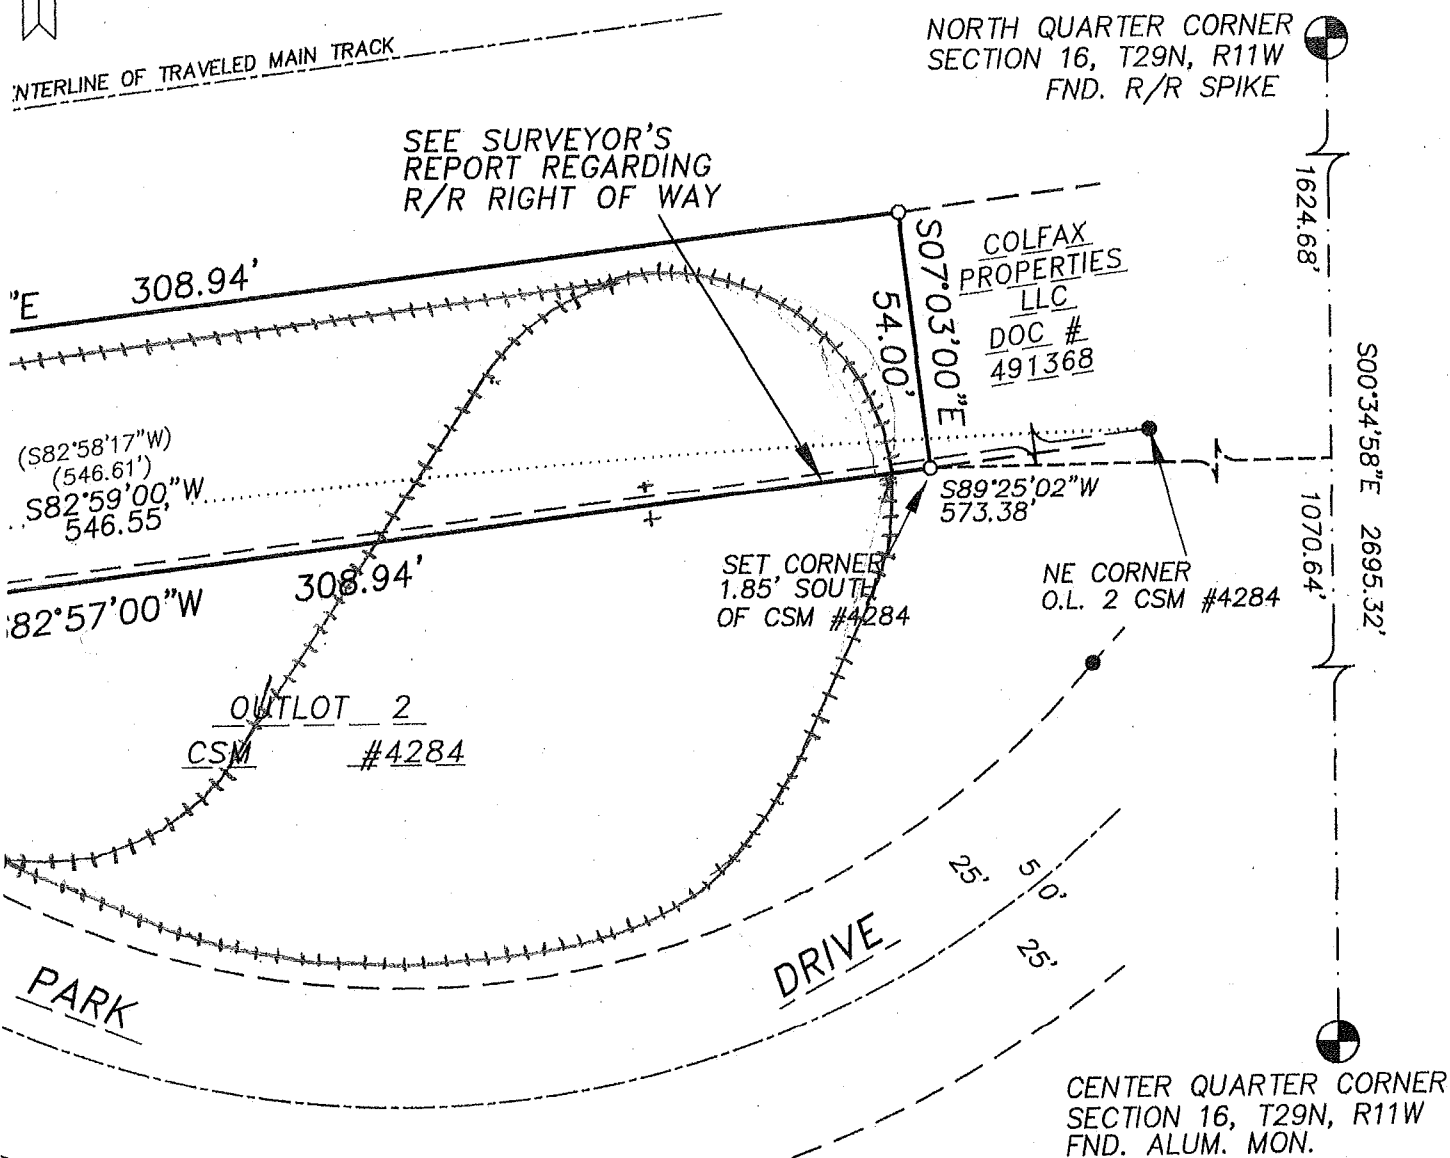 NORTH QUARTER CORNER
SECTION 16, T29N, R11W
FND. R/R SPIKE
NTERLINE OF TRAVELED MAIN TRACK
SEE SURVEYOR'S
REPORT REGARDING
R/R RIGHT OF WAY
1624.68'
"E
308.94'
S07°03'00"E
54.00'
COLFAX
PROPERTIES
LLC
DOC #
491368
S00°34'58"E 2695.32'
(S82°58'17"W)
(546.61')
S82°59'00"W
546.55'
S89°25'02"W
573.38'
1070.64'
308.94'
82°57'00"W
SET CORNER
1.85' SOUTH
OF CSM #4284
NE CORNER
O.L. 2 CSM #4284
OUTLOT 2
CSM #4284
25'
50'
25'
PARK
DRIVE
CENTER QUARTER CORNER
SECTION 16, T29N, R11W
FND. ALUM. MON.